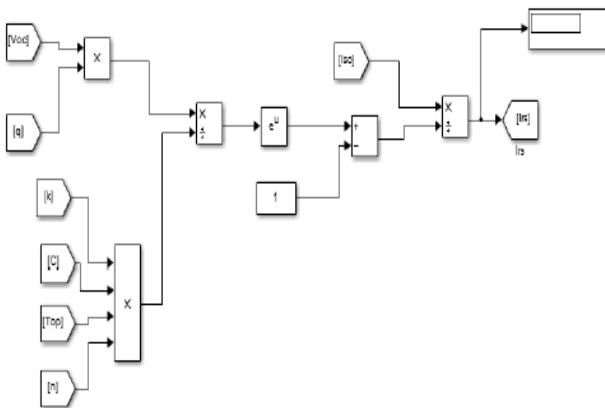 [Voc]
×
[q]
[Isc]
×
÷
e^u
+
−
×
÷
[Irs]
Irs
1
[k]
[C]
×
[Top]
[n]